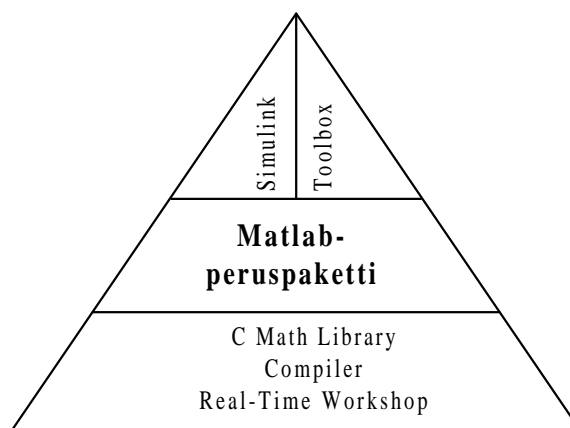 Simulink
Toolbox
Matlab-
peruspaketti
C Math Library
Compiler
Real-Time Workshop